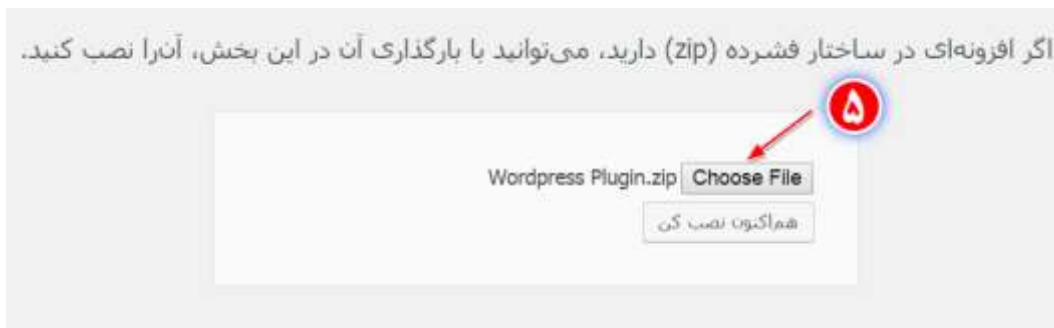 اگر افزونه‌ای در ساختار فشرده (zip) دارید، می‌توانید با بارگذاری آن در این بخش، آن‌را نصب کنید.
۵
Choose File Wordpress Plugin.zip
هم‌اکنون نصب کن